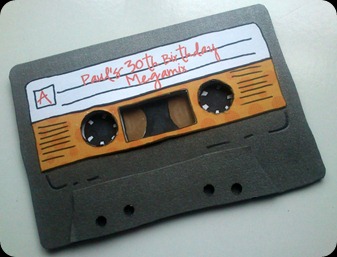 Paul's 30th Birthday
Megamix
A